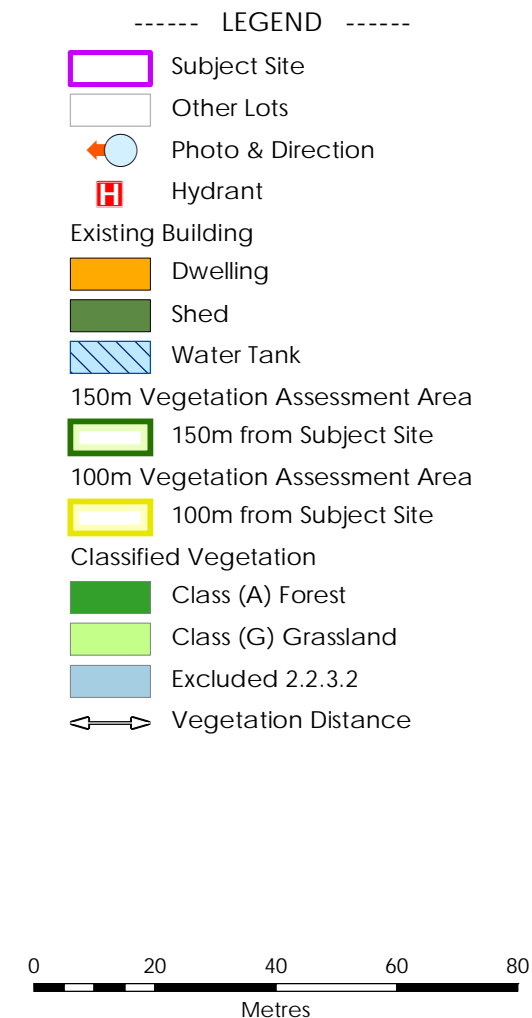 ------ LEGEND ------
Subject Site
Other Lots
Photo & Direction
H Hydrant
Existing Building
Dwelling
Shed
Water Tank
150m Vegetation Assessment Area
150m from Subject Site
100m Vegetation Assessment Area
100m from Subject Site
Classified Vegetation
Class (A) Forest
Class (G) Grassland
Excluded 2.2.3.2
Vegetation Distance
0 20 40 60 80
Metres